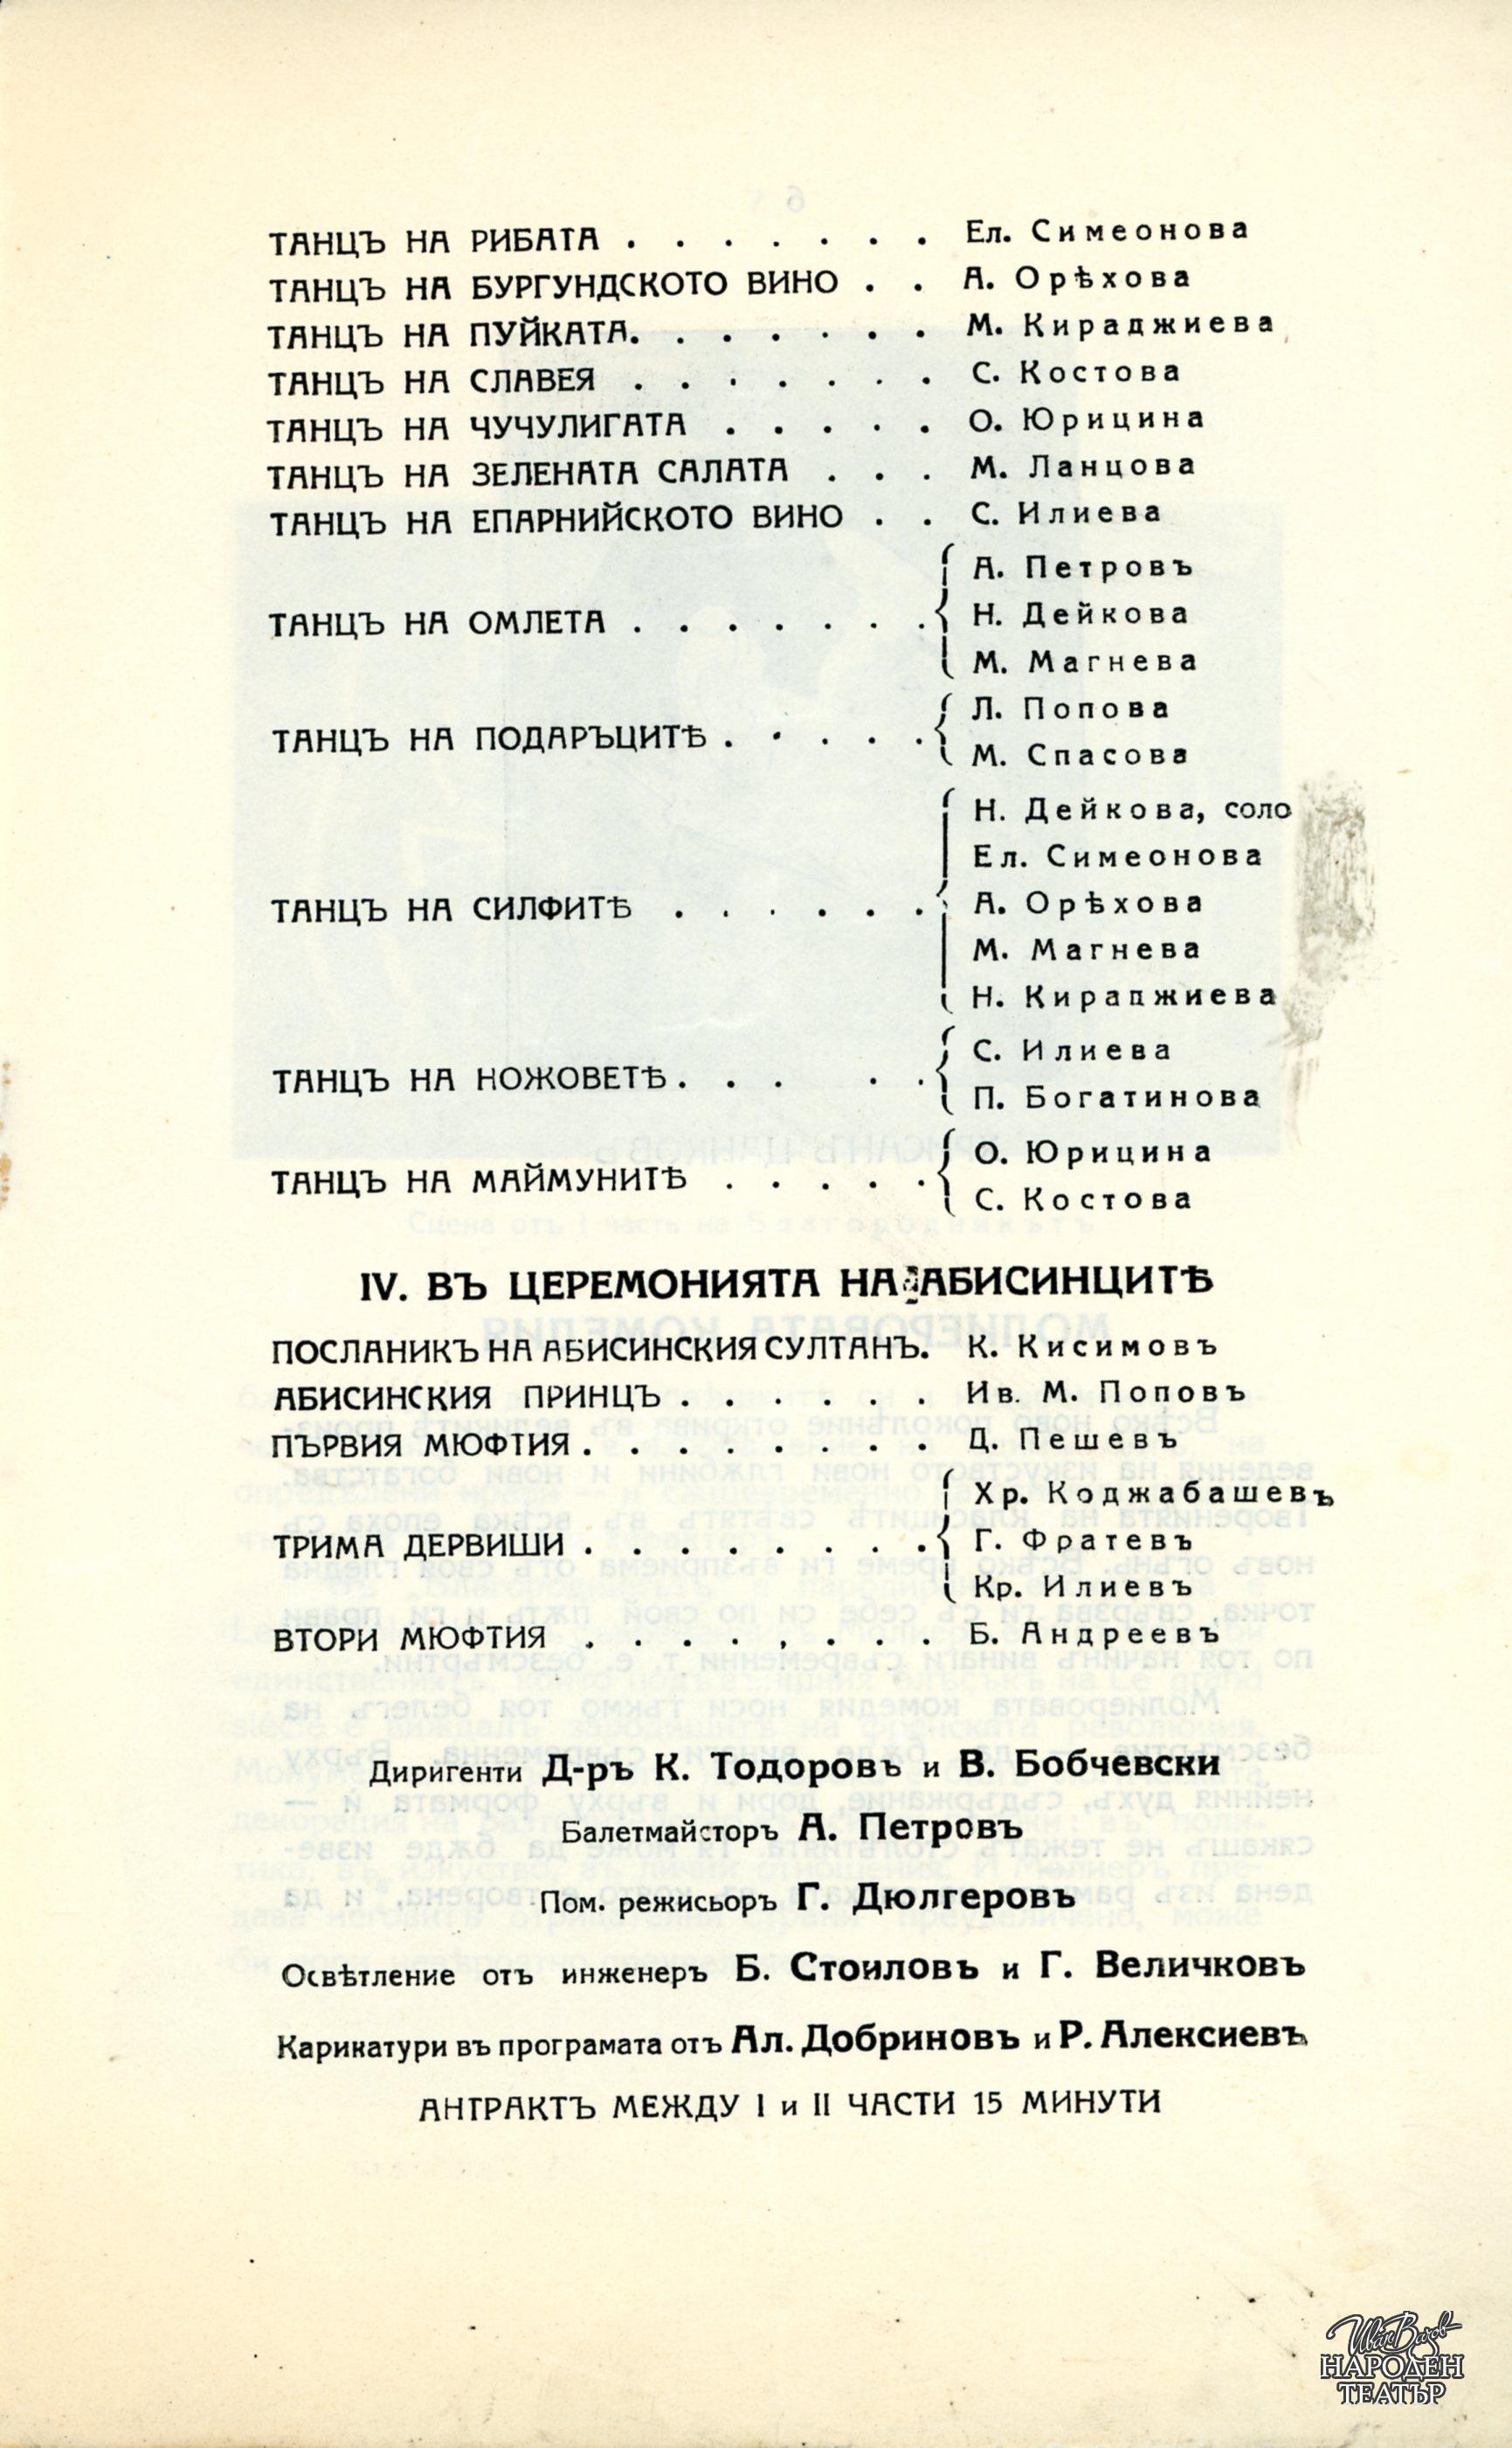 ТАНЦЪ НА РИБАТА . . . . . . . Ел. Симеонова
ТАНЦЪ НА БУРГУНДСКОТО ВИНО . . А. Орѣхова
ТАНЦЪ НА ПУЙКАТА. . . . . . . М. Кираджиева
ТАНЦЪ НА СЛАВЕЯ . . . . . . . С. Костова
ТАНЦЪ НА ЧУЧУЛИГАТА . . . . . О. Юрицина
ТАНЦЪ НА ЗЕЛЕНАТА САЛАТА . . . М. Ланцова
ТАНЦЪ НА ЕПАРНИЙСКОТО ВИНО . . С. Илиева
А. Петровъ
ТАНЦЪ НА ОМЛЕТА . . . . . . . Н. Дейкова
М. Магнева
Л. Попова
ТАНЦЪ НА ПОДАРЪЦИТѢ . . . . .
М. Спасова
Н. Дейкова, соло
Ел. Симеонова
ТАНЦЪ НА СИЛФИТѢ . . . . . . А. Орѣхова
М. Магнева
Н. Кирапжиева
С. Илиева
ТАНЦЪ НА НОЖОВЕТѢ . . . . .
П. Богатинова
О. Юрицина
ТАНЦЪ НА МАЙМУНИТѢ . . . . .
С. Костова
IV. ВЪ ЦЕРЕМОНИЯТА НА АБИСИНЦИТѢ
ПОСЛАНИКЪ НА АБИСИНСКИЯ СУЛТАНЪ. К. Кисимовъ
АБИСИНСКИЯ ПРИНЦЪ . . . . . . Ив. М. Поповъ
ПЪРВИЯ МЮФТИЯ . . . . . . . . Д. Пешевъ
Хр. Коджабашевъ
ТРИМА ДЕРВИШИ . . . . . . . . Г. Фратевъ
Кр. Илиевъ
ВТОРИ МЮФТИЯ . . . . . . . . Б. Андреевъ
Диригенти Д-ръ К. Тодоровъ и В. Бобчевски
Балетмайсторъ А. Петровъ
Пом. режисьоръ Г. Дюлгеровъ
Освѣтление отъ инженеръ Б. Стоиловъ и Г. Величковъ
Карикатури въ програмата отъ Ал. Добриновъ и Р. Алексиевъ
АНТРАКТЪ МЕЖДУ I и II ЧАСТИ 15 МИНУТИ
Иван Вазов
НАРОДЕН
ТЕАТЪР